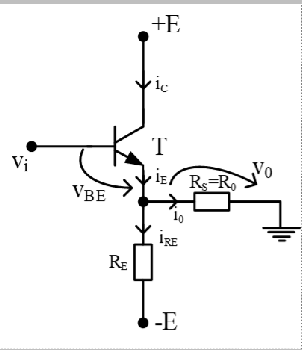 +E
i_C
T
v_i
v_BE
i_E
R_S=R_0
v_0
i_0
i_RE
R_E
-E